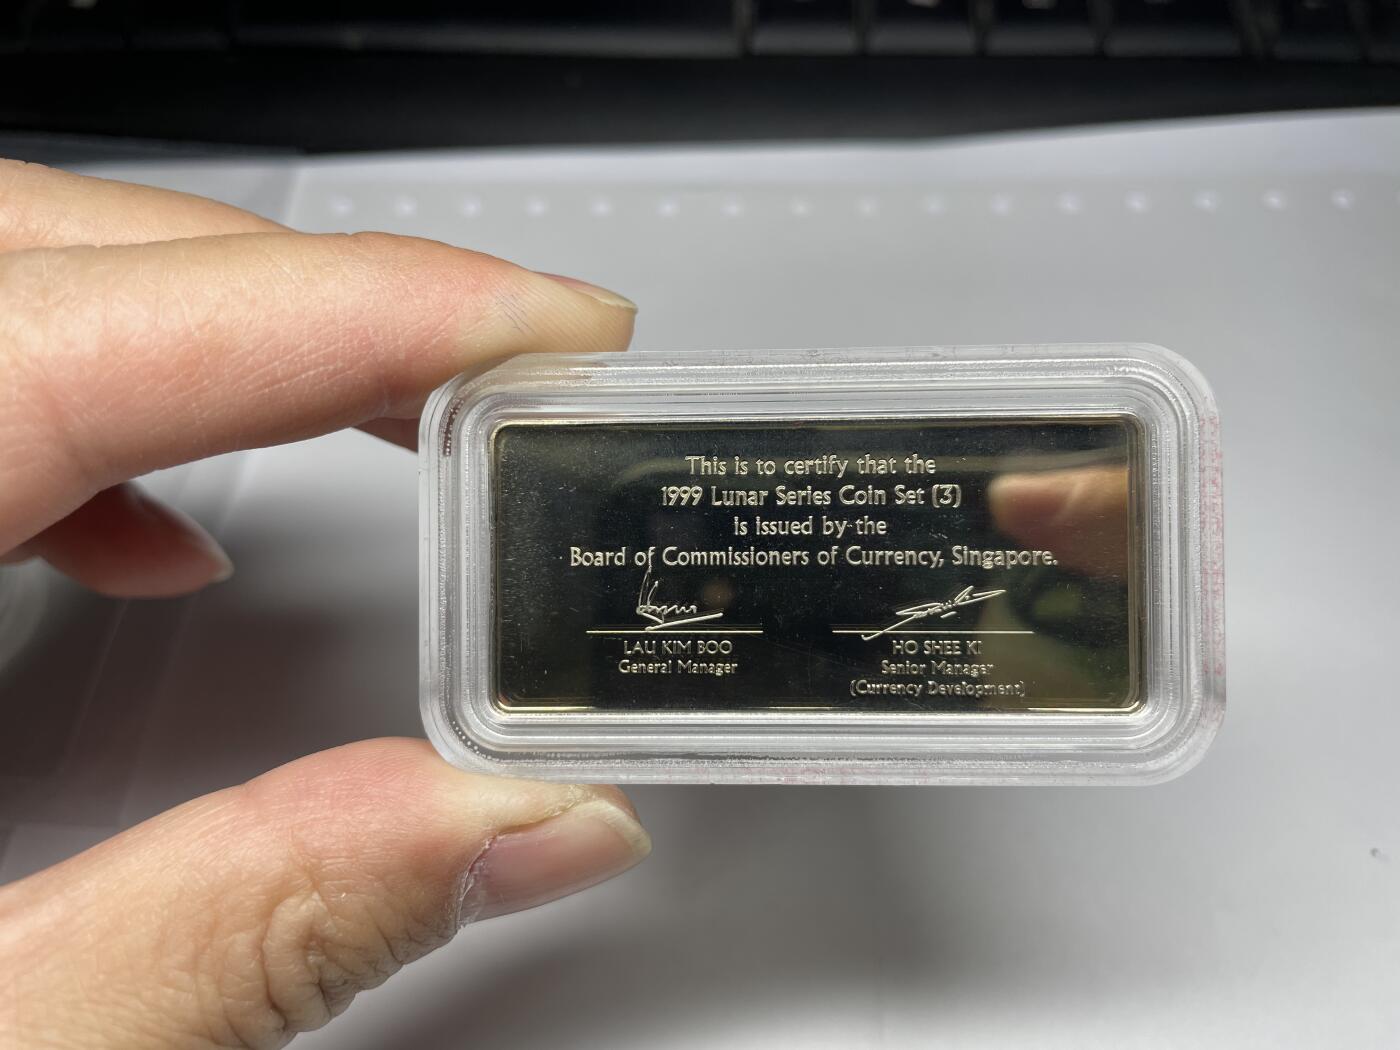 This is to certify that the
1999 Lunar Series Coin Set (3)
is issued by the
Board of Commissioners of Currency, Singapore.
LAU KIM BOO
General Manager
HO SHEE KI
Senior Manager
(Currency Development)